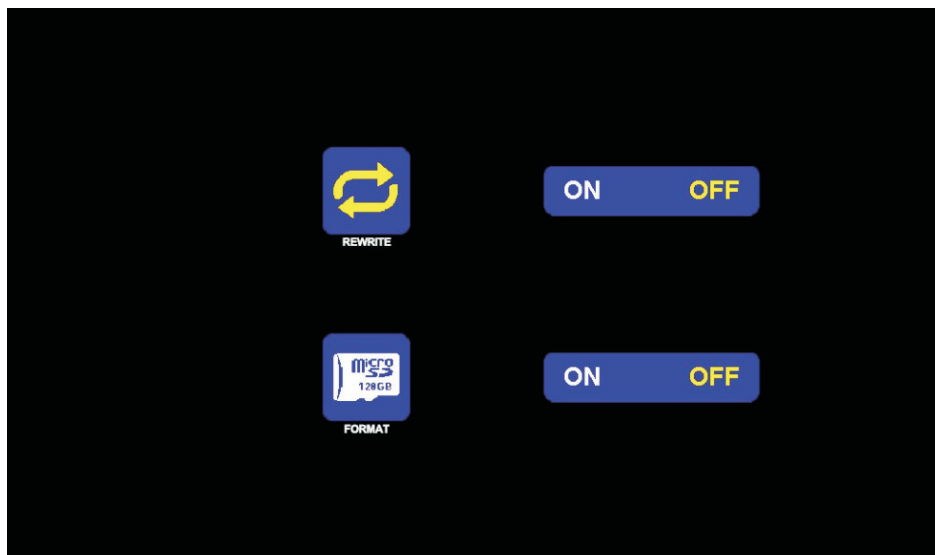 ON OFF
REWRITE
micro
SD
128GB
ON OFF
FORMAT